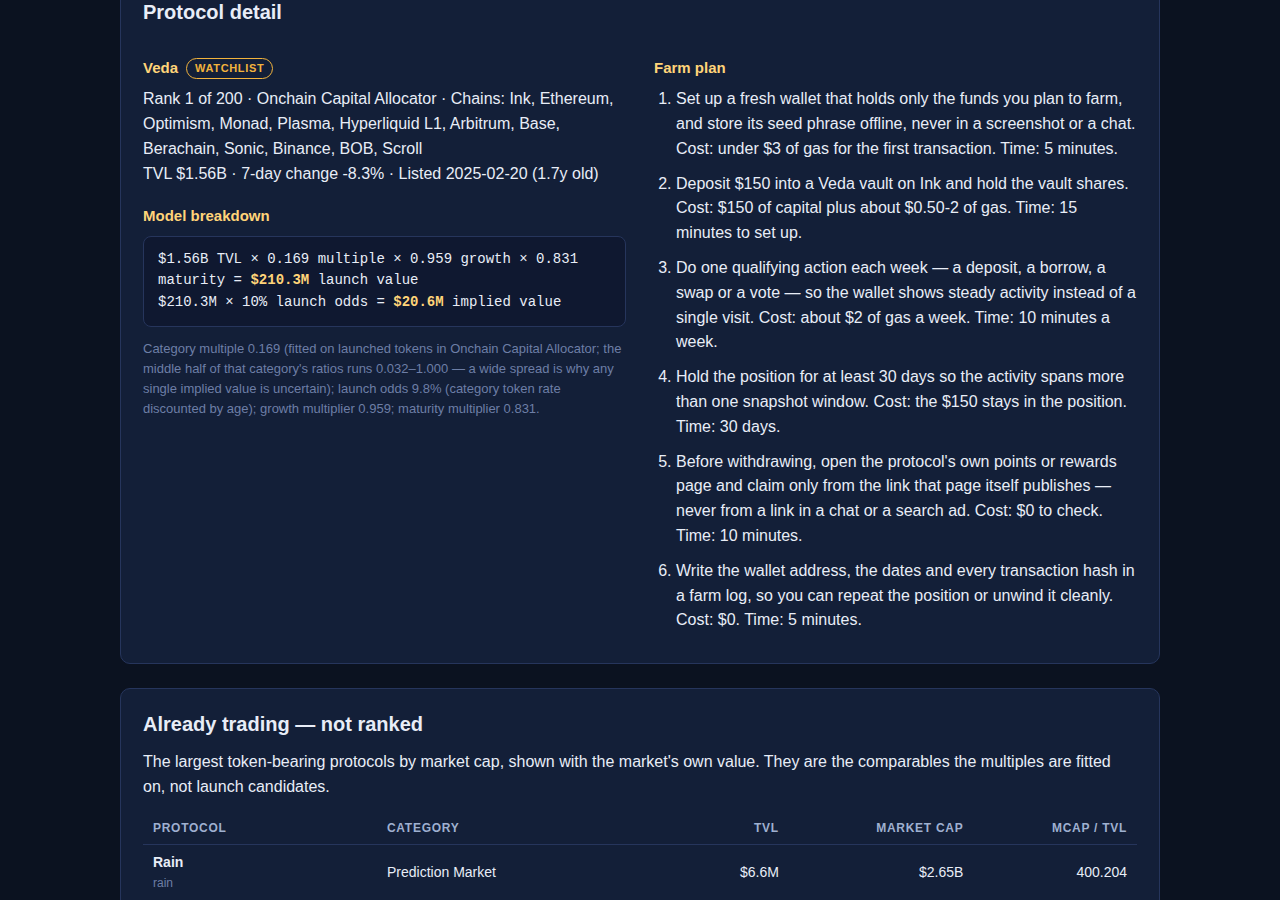 Protocol detail
Veda WATCHLIST
Rank 1 of 200 · Onchain Capital Allocator · Chains: Ink, Ethereum,
Optimism, Monad, Plasma, Hyperliquid L1, Arbitrum, Base,
Berachain, Sonic, Binance, BOB, Scroll
TVL $1.56B · 7-day change -8.3% · Listed 2025-02-20 (1.7y old)
Model breakdown
$1.56B TVL × 0.169 multiple × 0.959 growth × 0.831
maturity = $210.3M launch value
$210.3M × 10% launch odds = $20.6M implied value
Category multiple 0.169 (fitted on launched tokens in Onchain Capital Allocator; the
middle half of that category's ratios runs 0.032–1.000 — a wide spread is why any
single implied value is uncertain); launch odds 9.8% (category token rate
discounted by age); growth multiplier 0.959; maturity multiplier 0.831.
Farm plan
1. Set up a fresh wallet that holds only the funds you plan to farm,
and store its seed phrase offline, never in a screenshot or a chat.
Cost: under $3 of gas for the first transaction. Time: 5 minutes.
2. Deposit $150 into a Veda vault on Ink and hold the vault shares.
Cost: $150 of capital plus about $0.50-2 of gas. Time: 15
minutes to set up.
3. Do one qualifying action each week — a deposit, a borrow, a
swap or a vote — so the wallet shows steady activity instead of a
single visit. Cost: about $2 of gas a week. Time: 10 minutes a
week.
4. Hold the position for at least 30 days so the activity spans more
than one snapshot window. Cost: the $150 stays in the position.
Time: 30 days.
5. Before withdrawing, open the protocol's own points or rewards
page and claim only from the link that page itself publishes —
never from a link in a chat or a search ad. Cost: $0 to check.
Time: 10 minutes.
6. Write the wallet address, the dates and every transaction hash in
a farm log, so you can repeat the position or unwind it cleanly.
Cost: $0. Time: 5 minutes.
Already trading — not ranked
The largest token-bearing protocols by market cap, shown with the market's own value. They are the comparables the multiples are fitted
on, not launch candidates.
PROTOCOL CATEGORY TVL MARKET CAP MCAP / TVL
Rain
rain
Prediction Market $6.6M $2.65B 400.204